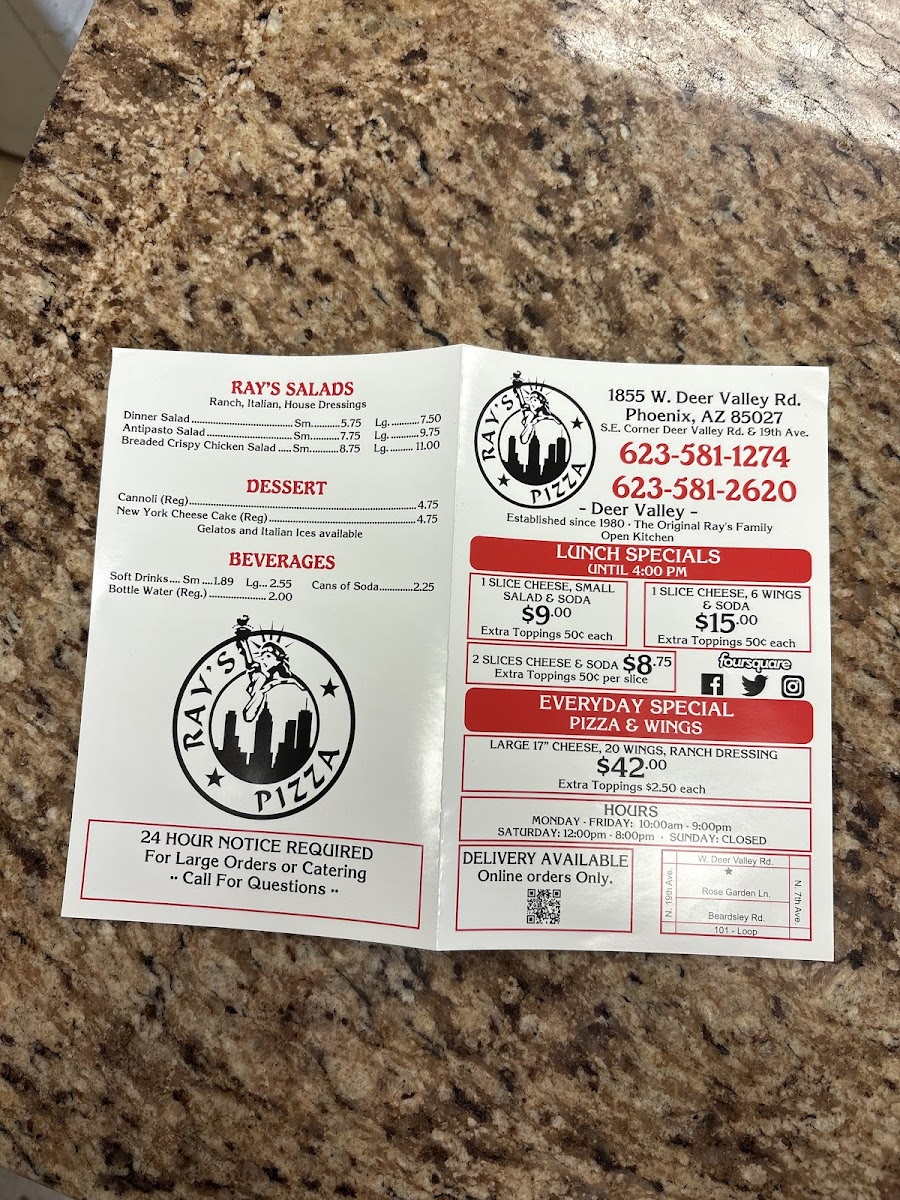 RAY'S SALADS
Ranch, Italian, House Dressings
Dinner Salad................................Sm.........5.75 Lg...........7.50
Antipasto Salad...........................Sm.........7.75 Lg...........9.75
Breaded Crispy Chicken Salad....Sm.........8.75 Lg.........11.00
DESSERT
Cannoli (Reg)..................................................................4.75
New York Cheese Cake (Reg)..........................................4.75
Gelatos and Italian Ices available
BEVERAGES
Soft Drinks.... Sm ....1.89 Lg... 2.55 Cans of Soda............2.25
Bottle Water (Reg.) ...................... 2.00
RAY'S
PIZZA
24 HOUR NOTICE REQUIRED
For Large Orders or Catering
•• Call For Questions ••
RAY'S
PIZZA
1855 W. Deer Valley Rd.
Phoenix, AZ 85027
S.E. Corner Deer Valley Rd. & 19th Ave.
623-581-1274
623-581-2620
- Deer Valley -
Established since 1980 · The Original Ray's Family
Open Kitchen
LUNCH SPECIALS
UNTIL 4:00 PM
1 SLICE CHEESE, SMALL
SALAD & SODA
$9.00
Extra Toppings 50¢ each
1 SLICE CHEESE, 6 WINGS
& SODA
$15.00
Extra Toppings 50¢ each
2 SLICES CHEESE & SODA $8.75
Extra Toppings 50¢ per slice
foursquare
EVERYDAY SPECIAL
PIZZA & WINGS
LARGE 17" CHEESE, 20 WINGS, RANCH DRESSING
$42.00
Extra Toppings $2.50 each
HOURS
MONDAY - FRIDAY: 10:00am - 9:00pm
SATURDAY: 12:00pm - 8:00pm · SUNDAY: CLOSED
DELIVERY AVAILABLE
Online orders Only.
W. Deer Valley Rd.
N. 19th Ave.
Rose Garden Ln.
N. 7th Ave
Beardsley Rd.
101 - Loop